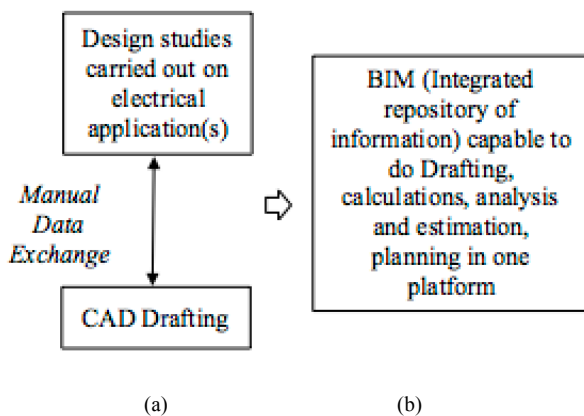 Design studies
carried out on
electrical
application(s)
Manual
Data
Exchange
CAD Drafting
BIM (Integrated
repository of
information) capable to
do Drafting,
calculations, analysis
and estimation,
planning in one
platform
(a)
(b)